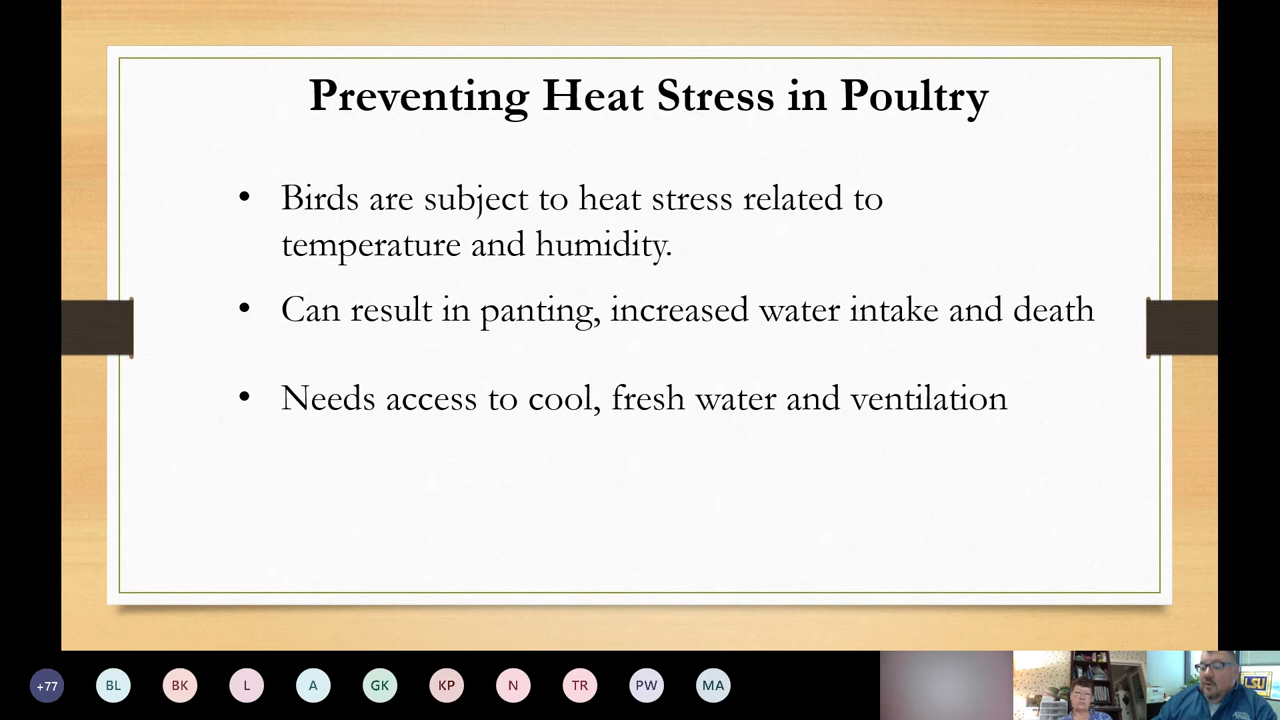 Preventing Heat Stress in Poultry
• Birds are subject to heat stress related to
temperature and humidity.
• Can result in panting, increased water intake and death
• Needs access to cool, fresh water and ventilation
+77 BL BK L A GK KP N TR PW MA
LSU